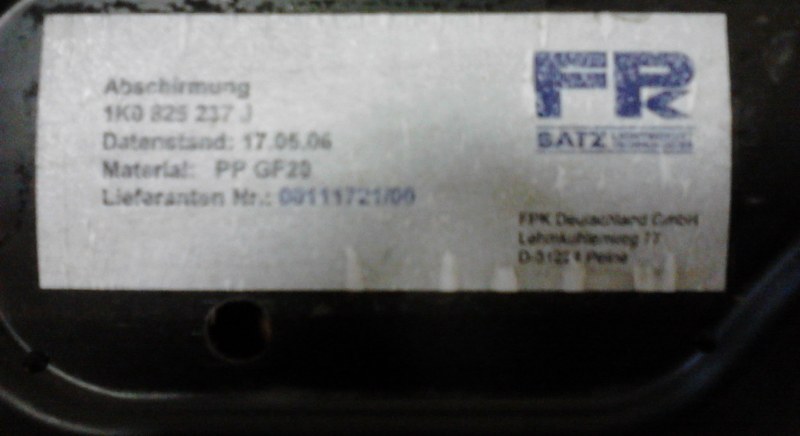 Abschirmung
1K0 825 237 J
Datenstand: 17.05.06
Material: PP GF20
Lieferanten Nr.: 00111721/00
SATZ
FPK Deutschland GmbH
Lehmkuhlenweg 77
D-31224 Peine